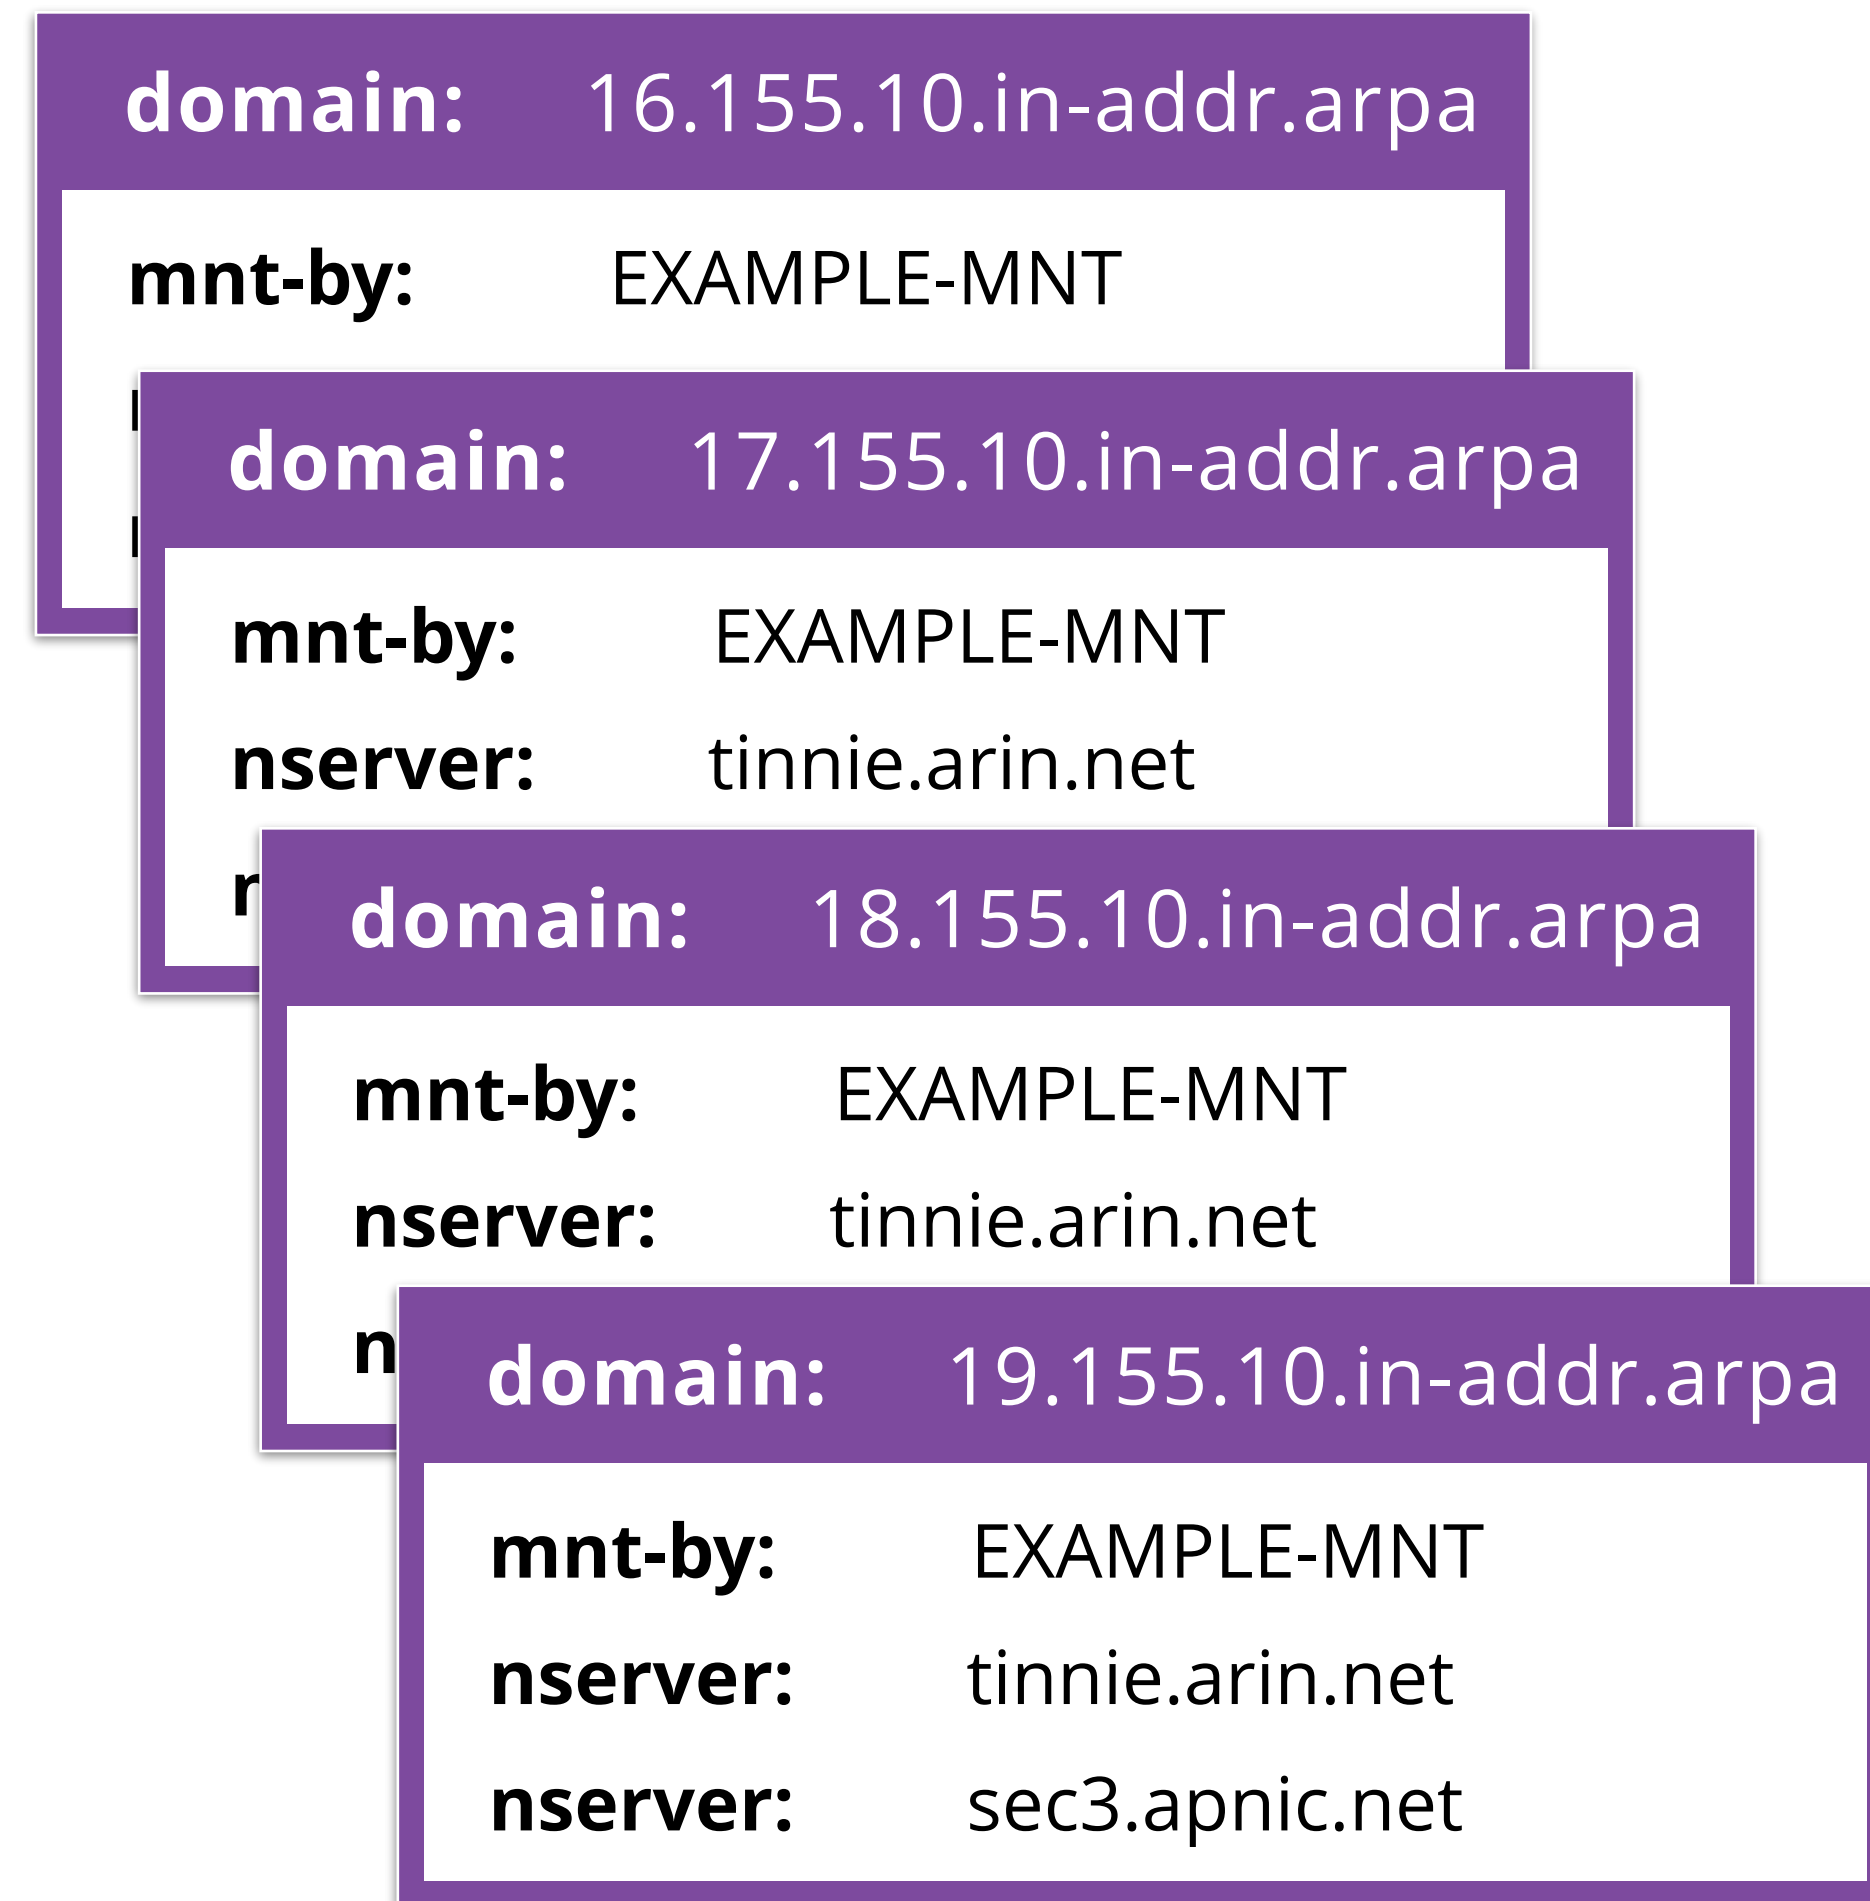 domain: 16.155.10.in-addr.arpa
mnt-by: EXAMPLE-MNT
domain: 17.155.10.in-addr.arpa
mnt-by: EXAMPLE-MNT
nserver: tinnie.arin.net
domain: 18.155.10.in-addr.arpa
mnt-by: EXAMPLE-MNT
nserver: tinnie.arin.net
domain: 19.155.10.in-addr.arpa
mnt-by: EXAMPLE-MNT
nserver: tinnie.arin.net
nserver: sec3.apnic.net